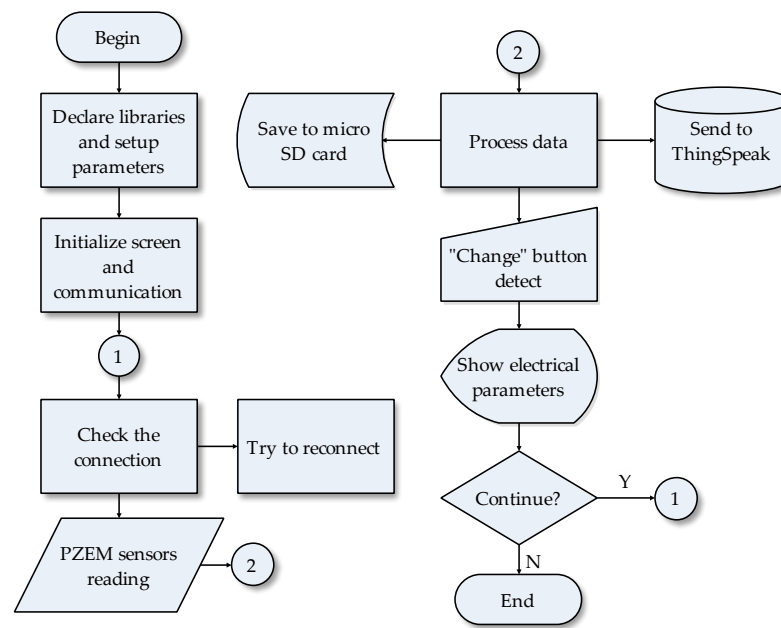 Begin
Declare libraries
and setup
parameters
Initialize screen
and
communication
1
Check the
connection
Try to reconnect
PZEM sensors
reading
2
2
Save to micro
SD card
Process data
Send to
ThingSpeak
"Change" button
detect
Show electrical
parameters
Continue?
Y
1
N
End